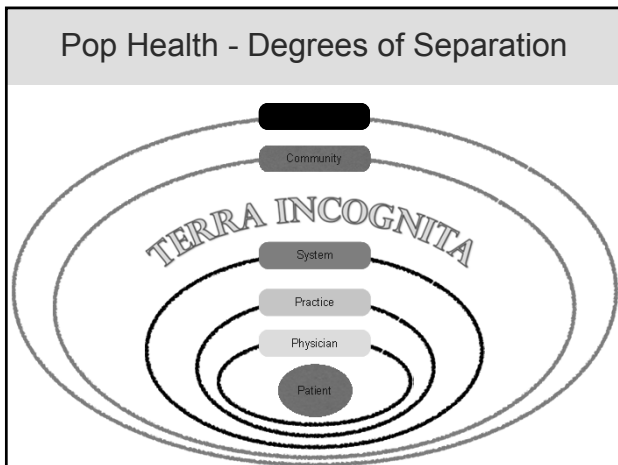 Pop Health - Degrees of Separation
Community
TERRA INCOGNITA
System
Practice
Physician
Patient